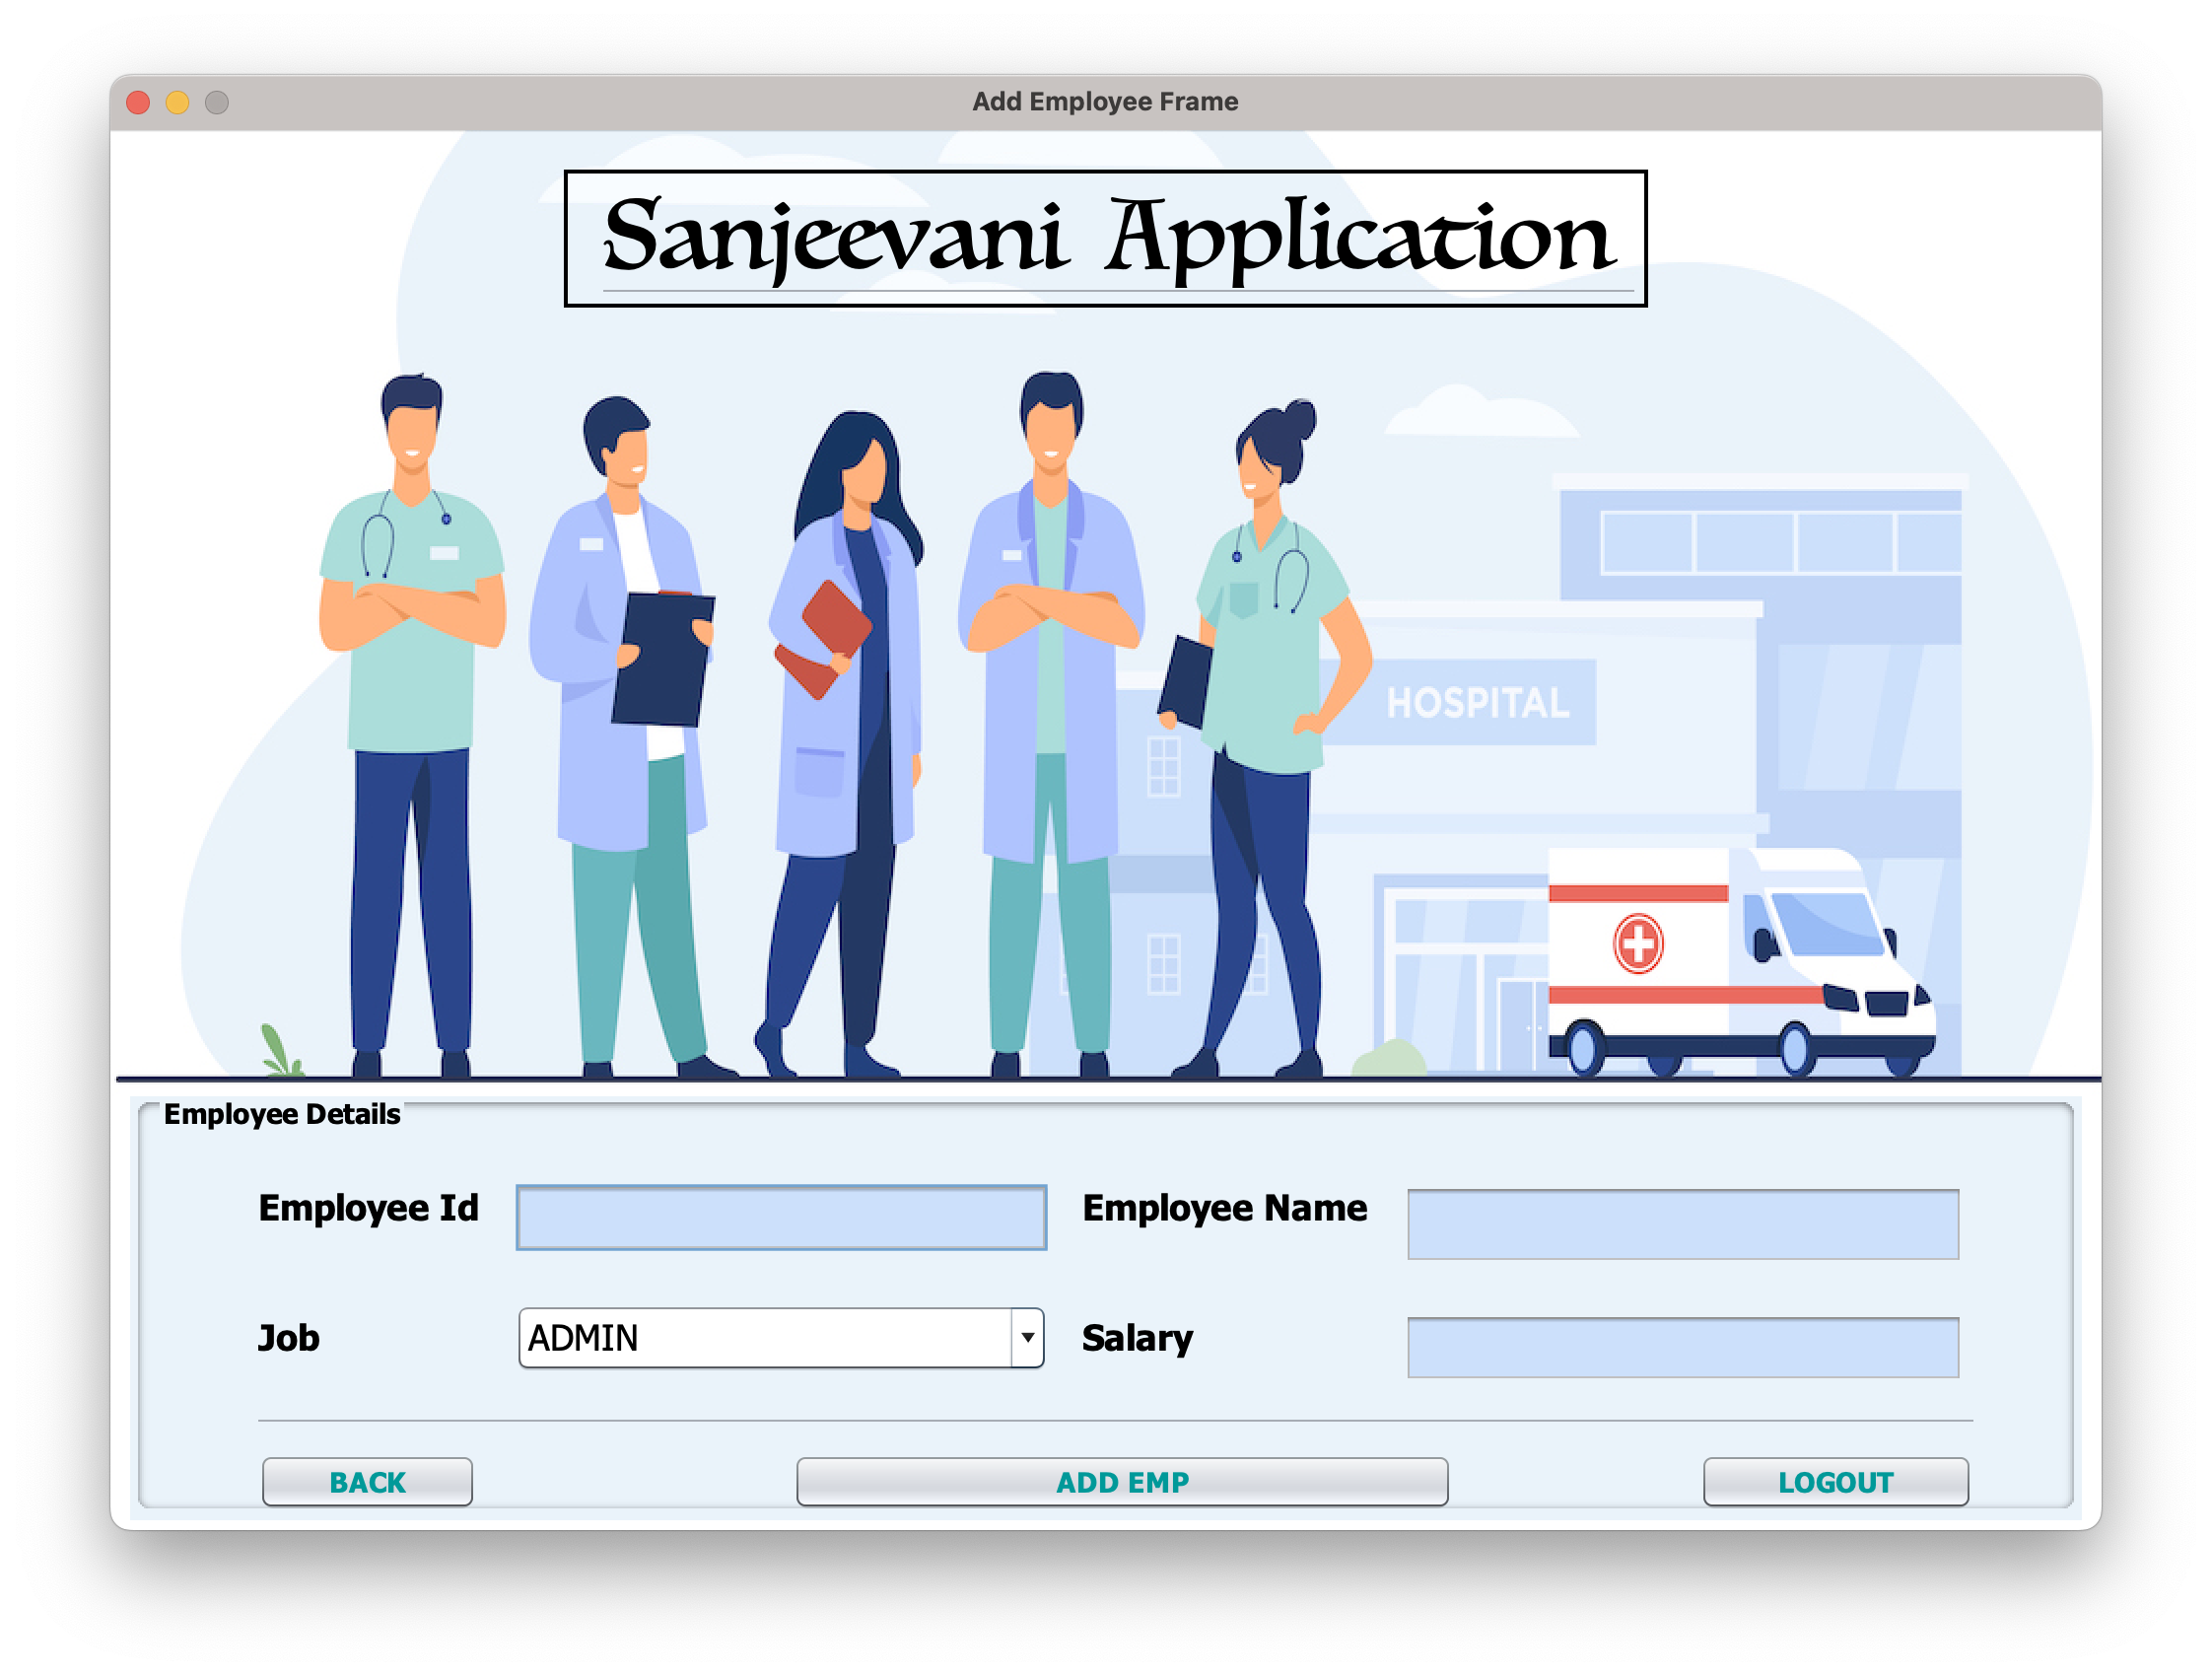 Add Employee Frame
Sanjeevani Application
HOSPITAL
Employee Details
Employee Id
Employee Name
Job
ADMIN
Salary
BACK
ADD EMP
LOGOUT